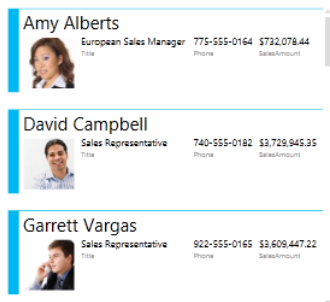 Amy Alberts
European Sales Manager 775-555-0164 $732,078.44
Title Phone SalesAmount
David Campbell
Sales Representative 740-555-0182 $3,729,945.35
Title Phone SalesAmount
Garrett Vargas
Sales Representative 922-555-0165 $3,609,447.22
Title Phone SalesAmount